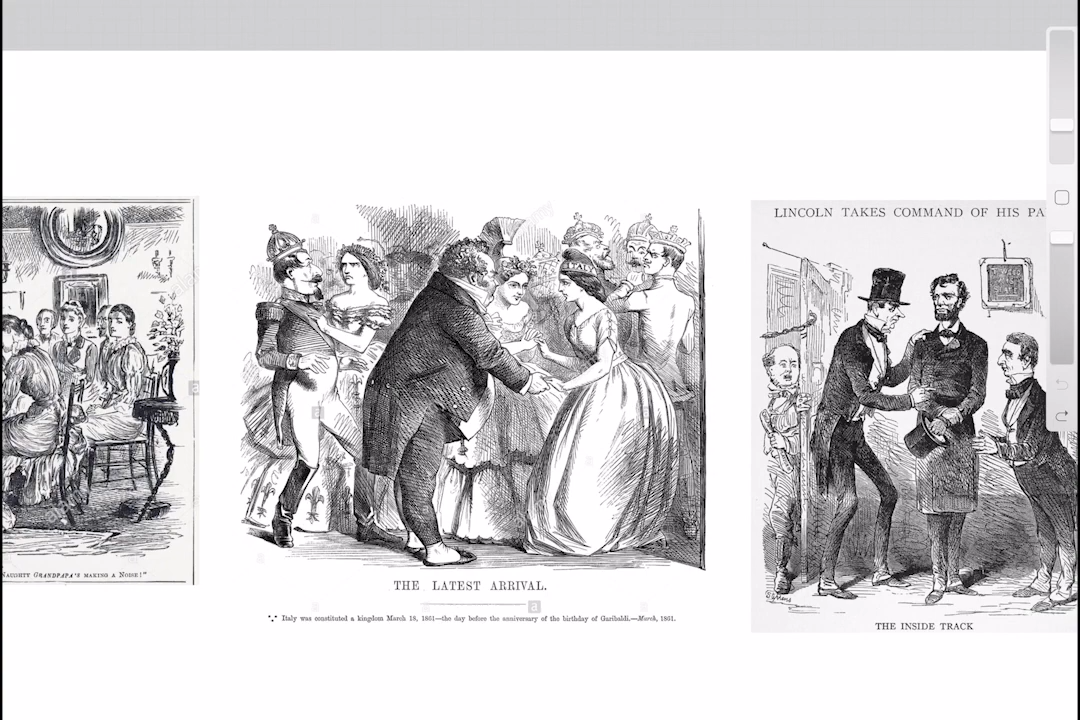 NAUGHTY GRANDPAPA'S MAKING A NOISE!"
ITALY
THE LATEST ARRIVAL.
Italy was constituted a kingdom March 18, 1861—the day before the anniversary of the birthday of Garibaldi.—March, 1861.
LINCOLN TAKES COMMAND OF HIS PA
THE INSIDE TRACK